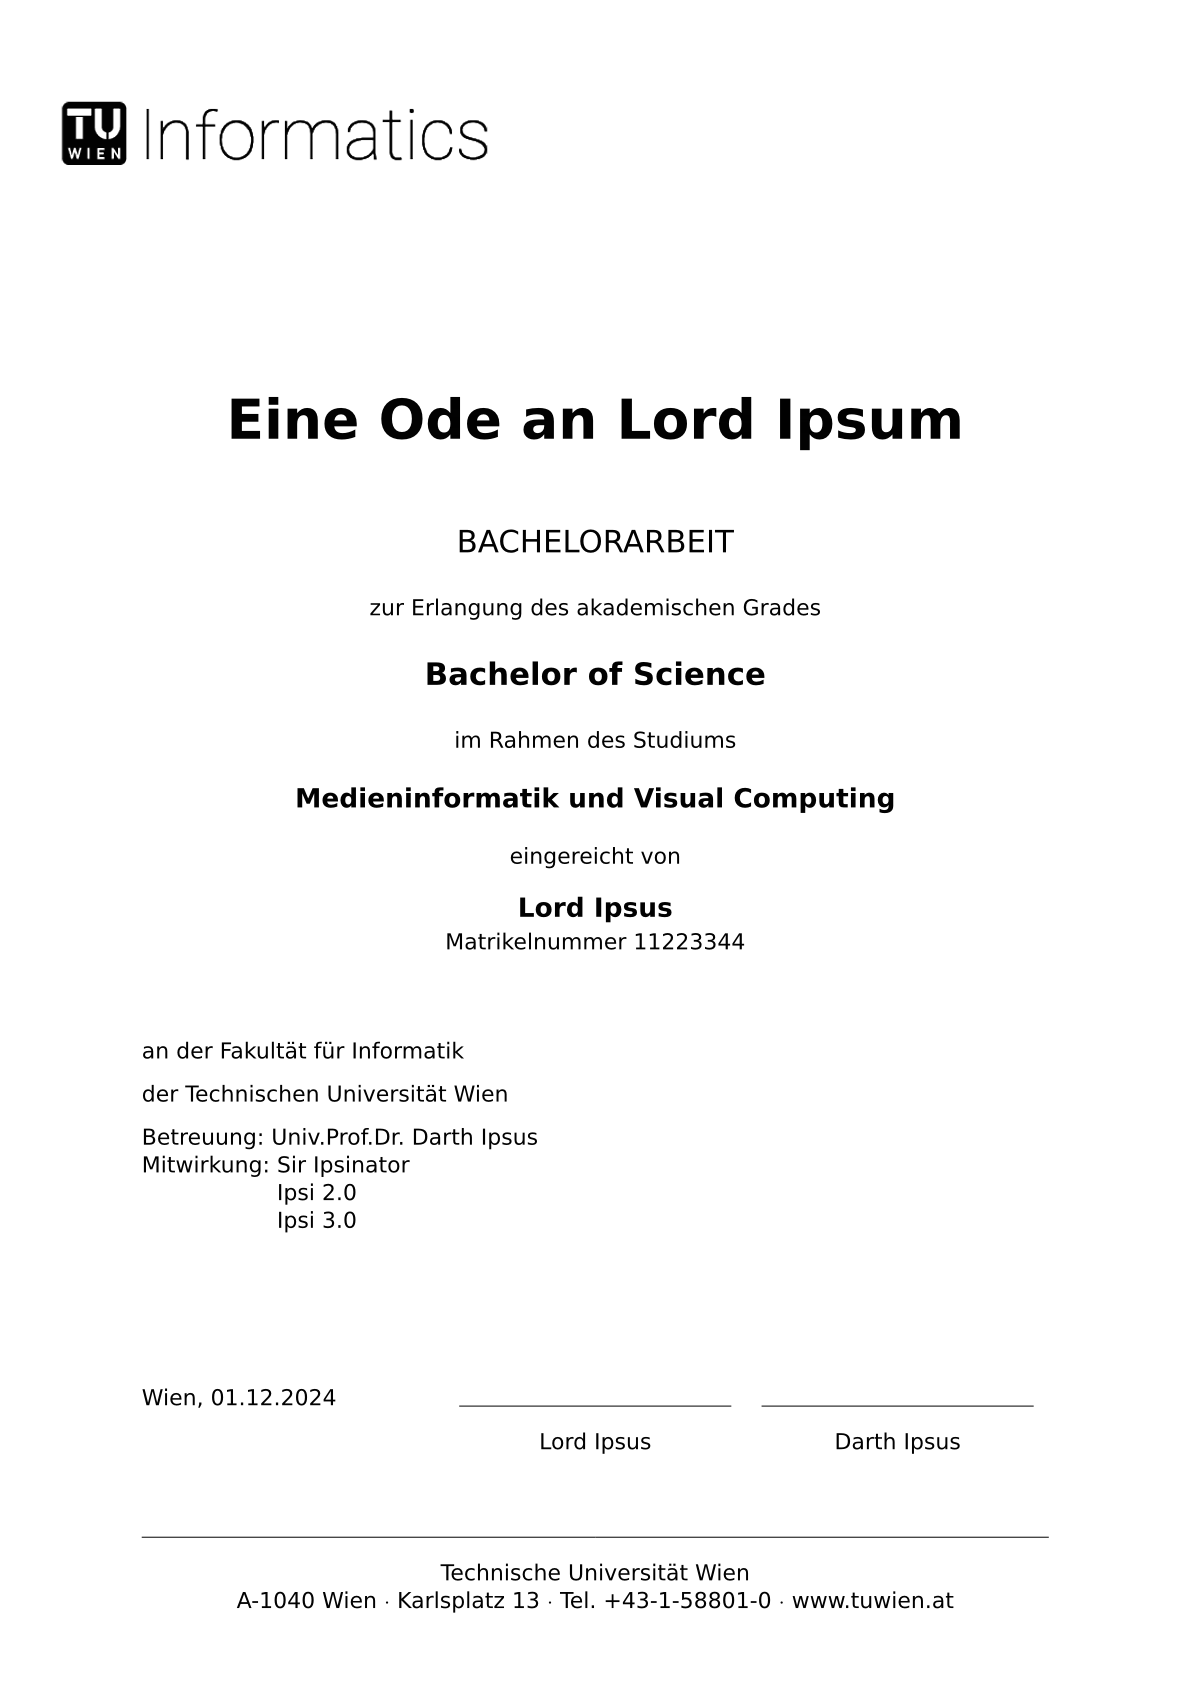 TU
WIEN
Informatics
Eine Ode an Lord Ipsum
BACHELORARBEIT
zur Erlangung des akademischen Grades
Bachelor of Science
im Rahmen des Studiums
Medieninformatik und Visual Computing
eingereicht von
Lord Ipsus
Matrikelnummer 11223344
an der Fakultät für Informatik
der Technischen Universität Wien
Betreuung: Univ.Prof.Dr. Darth Ipsus
Mitwirkung: Sir Ipsinator
Ipsi 2.0
Ipsi 3.0
Wien, 01.12.2024
Lord Ipsus
Darth Ipsus
Technische Universität Wien
A-1040 Wien · Karlsplatz 13 · Tel. +43-1-58801-0 · www.tuwien.at